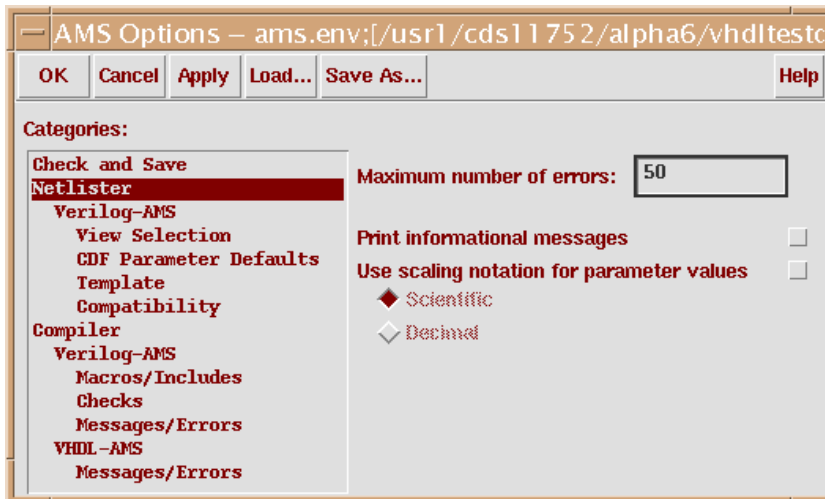 AMS Options – ams.env;[/usr1/cds11752/alpha6/vhdltestc
OK Cancel Apply Load... Save As... Help
Categories:
Check and Save
Netlister
Verilog-AMS
View Selection
CDF Parameter Defaults
Template
Compatibility
Compiler
Verilog-AMS
Macros/Includes
Checks
Messages/Errors
VHDL-AMS
Messages/Errors
Maximum number of errors: 50
Print informational messages
Use scaling notation for parameter values
Scientific
Decimal